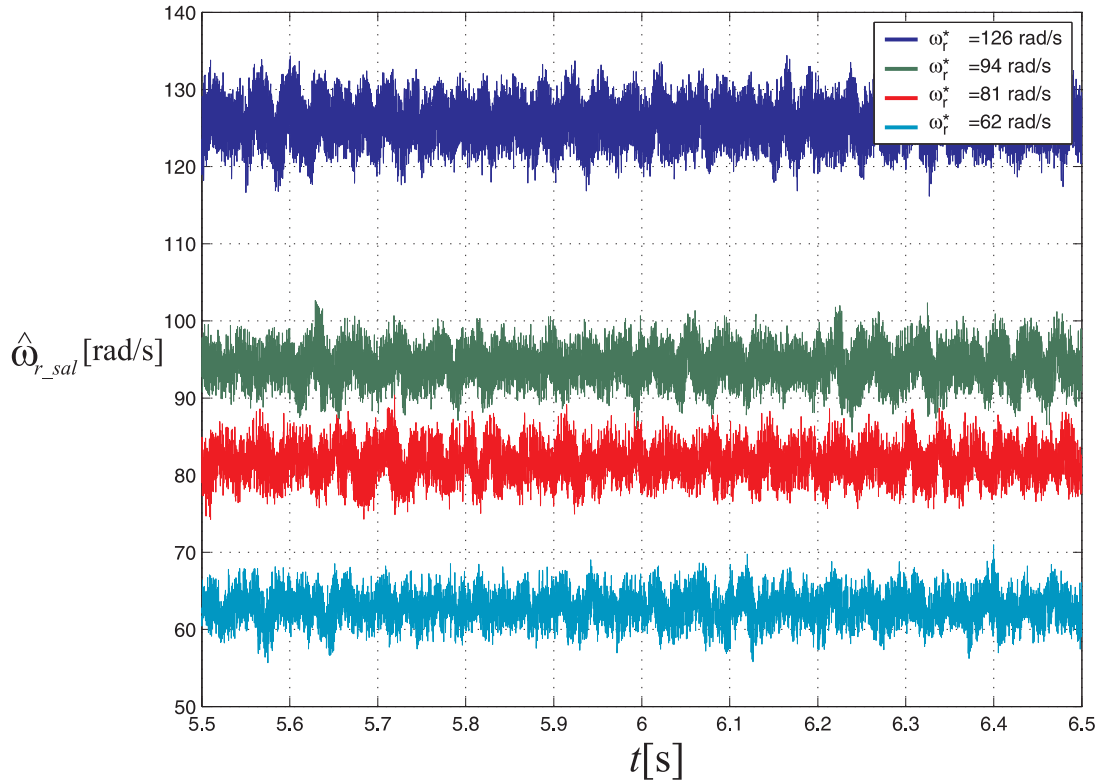 140
130
120
110
100
90
80
70
60
50
ω̂r_sal [rad/s]
ωr* =126 rad/s
ωr* =94 rad/s
ωr* =81 rad/s
ωr* =62 rad/s
5.5 5.6 5.7 5.8 5.9 6 6.1 6.2 6.3 6.4 6.5
t[s]